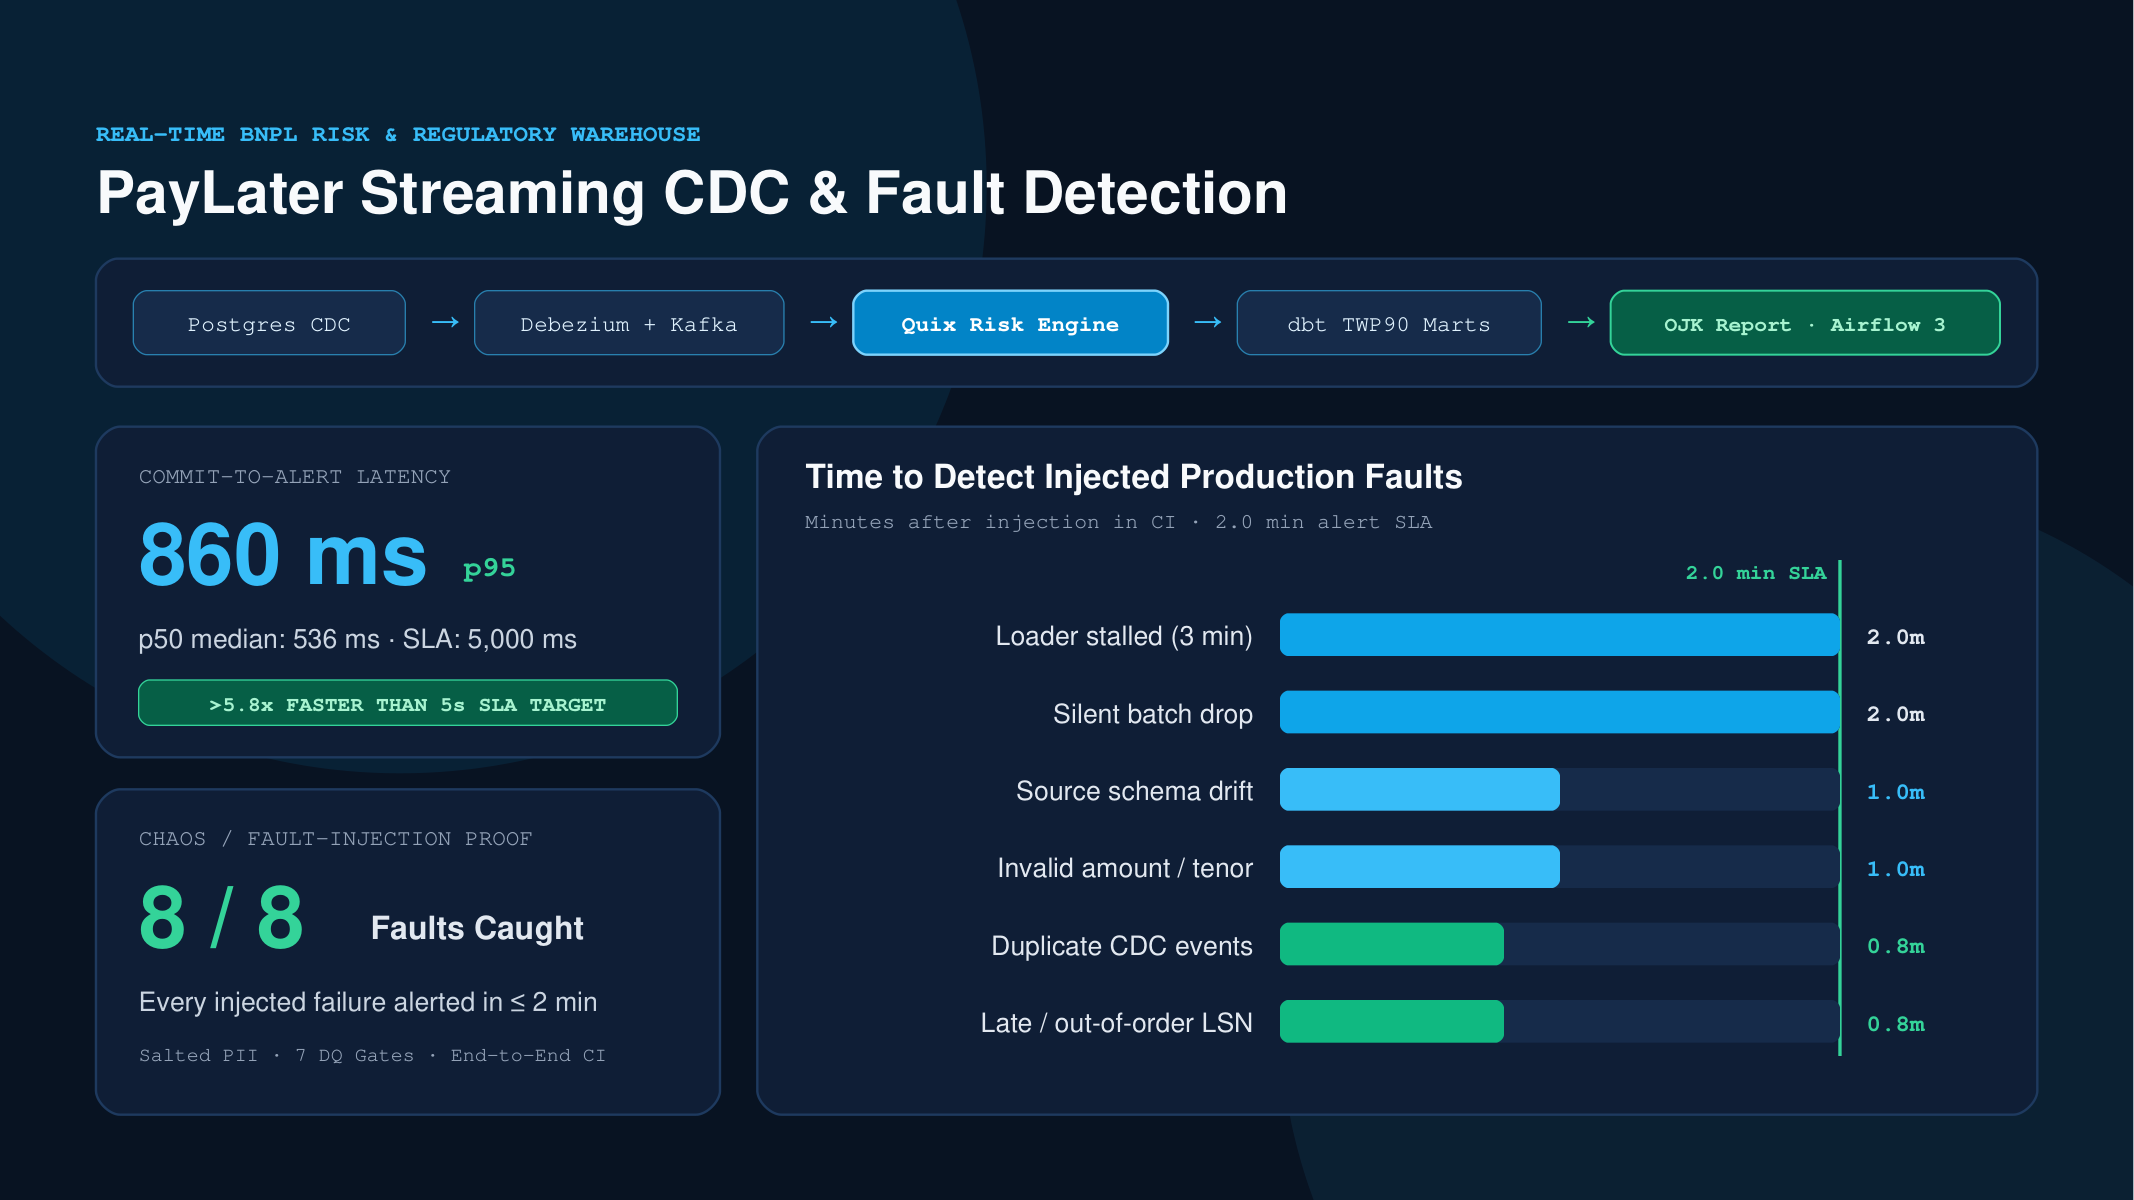 REAL-TIME BNPL RISK & REGULATORY WAREHOUSE
PayLater Streaming CDC & Fault Detection
Postgres CDC → Debezium + Kafka → Quix Risk Engine → dbt TWP90 Marts → OJK Report · Airflow 3
COMMIT-TO-ALERT LATENCY
860 ms p95
p50 median: 536 ms · SLA: 5,000 ms
>5.8x FASTER THAN 5s SLA TARGET
CHAOS / FAULT-INJECTION PROOF
8 / 8 Faults Caught
Every injected failure alerted in ≤ 2 min
Salted PII · 7 DQ Gates · End-to-End CI
Time to Detect Injected Production Faults
Minutes after injection in CI · 2.0 min alert SLA
2.0 min SLA
Loader stalled (3 min) 2.0m
Silent batch drop 2.0m
Source schema drift 1.0m
Invalid amount / tenor 1.0m
Duplicate CDC events 0.8m
Late / out-of-order LSN 0.8m